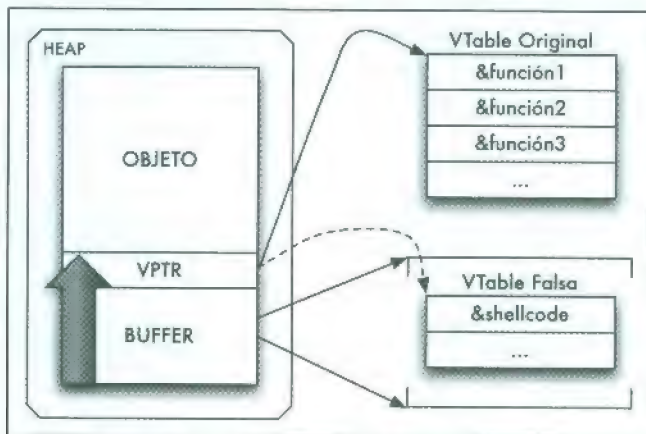 HEAP
OBJETO
VPTR
BUFFER
VTable Original
&función1
&función2
&función3
...
VTable Falsa
&shellcode
...